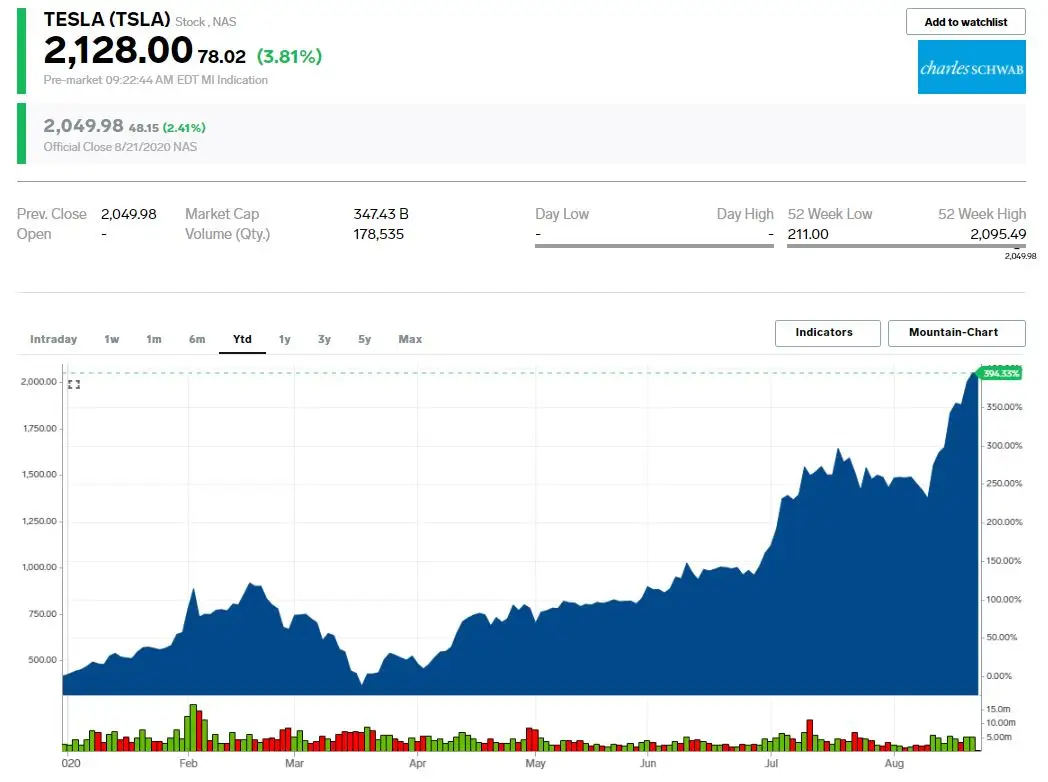 TESLA (TSLA) Stock , NAS
Add to watchlist
2,128.00 78.02 (3.81%)
Pre-market 09:22:44 AM EDT MI Indication
charles SCHWAB
2,049.98 48.15 (2.41%)
Official Close 8/21/2020 NAS
Prev. Close 2,049.98 Market Cap 347.43 B Day Low Day High 52 Week Low 52 Week High
Open - Volume (Qty.) 178,535 - - 211.00 2,095.49
2,049.98
Intraday 1w 1m 6m Ytd 1y 3y 5y Max
Indicators Mountain-Chart
394.33%
2,000.00
350.00%
1,750.00
300.00%
1,500.00
250.00%
1,250.00
200.00%
1,000.00
150.00%
750.00
100.00%
50.00%
500.00
0.00%
15.0m
10.00m
5.00m
020 Feb Mar Apr May Jun Jul Aug